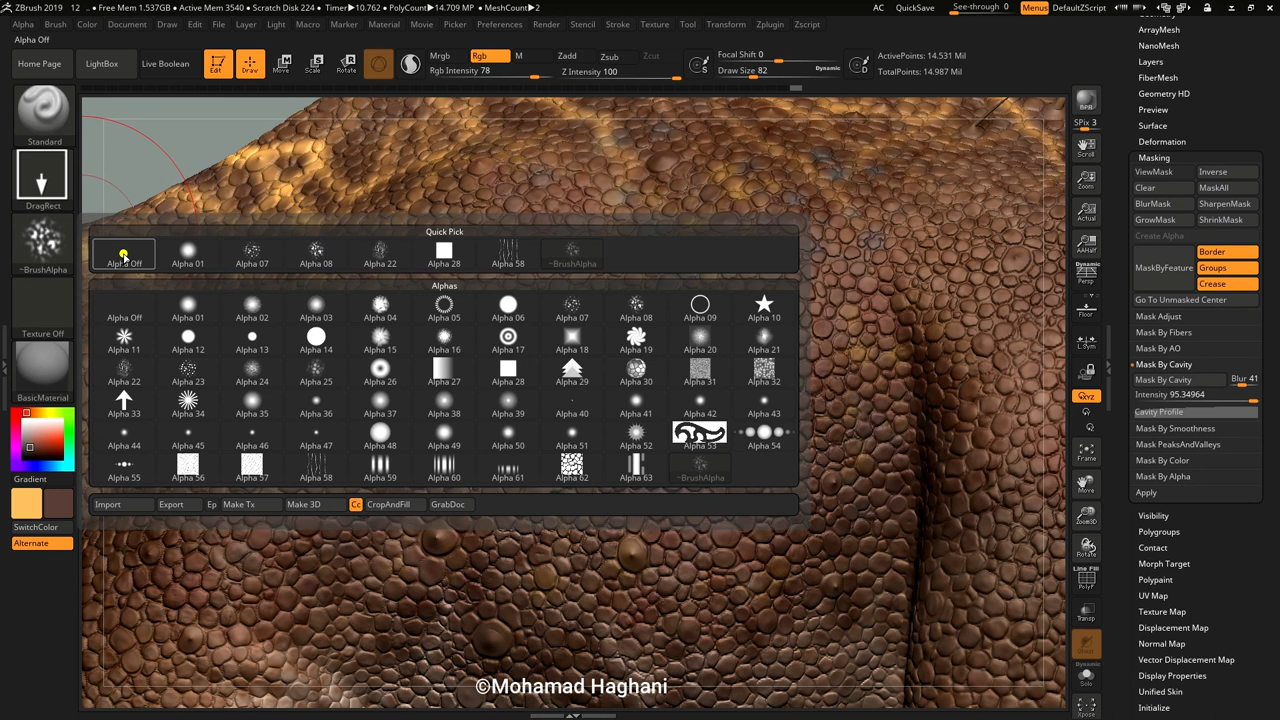 ZBrush 2019 12 .. • Free Mem 1.537GB • Active Mem 3540 • Scratch Disk 224 • Timer▶10.762 • PolyCount▶14.709 MP • MeshCount▶2 AC QuickSave See-through 0 Menus DefaultZScript
Alpha Brush Color Document Draw Edit File Layer Light Macro Marker Material Movie Picker Preferences Render Stencil Stroke Texture Tool Transform Zplugin Zscript
Alpha Off
Home Page LightBox Live Boolean Edit Draw Move Scale Rotate
Mrgb Rgb M Zadd Zsub Zcut
Rgb Intensity 78 Z Intensity 100
Focal Shift 0
Draw Size 82 Dynamic
ActivePoints: 14.531 Mil
TotalPoints: 14.987 Mil
Standard
DragRect
~BrushAlpha
Texture Off
BasicMaterial
Gradient
SwitchColor
Alternate
Quick Pick
Alpha Off Alpha 01 Alpha 07 Alpha 08 Alpha 22 Alpha 28 Alpha 58 ~BrushAlpha
Alphas
Alpha Off Alpha 01 Alpha 02 Alpha 03 Alpha 04 Alpha 05 Alpha 06 Alpha 07 Alpha 08 Alpha 09 Alpha 10
Alpha 11 Alpha 12 Alpha 13 Alpha 14 Alpha 15 Alpha 16 Alpha 17 Alpha 18 Alpha 19 Alpha 20 Alpha 21
Alpha 22 Alpha 23 Alpha 24 Alpha 25 Alpha 26 Alpha 27 Alpha 28 Alpha 29 Alpha 30 Alpha 31 Alpha 32
Alpha 33 Alpha 34 Alpha 35 Alpha 36 Alpha 37 Alpha 38 Alpha 39 Alpha 40 Alpha 41 Alpha 42 Alpha 43
Alpha 44 Alpha 45 Alpha 46 Alpha 47 Alpha 48 Alpha 49 Alpha 50 Alpha 51 Alpha 52 Alpha 53 Alpha 54
Alpha 55 Alpha 56 Alpha 57 Alpha 58 Alpha 59 Alpha 60 Alpha 61 Alpha 62 Alpha 63 ~BrushAlpha
Import Export Ep Make Tx Make 3D Cc CropAndFill GrabDoc
©Mohamad Haghani
BPR
SPix 3
Scroll
Zoom
Actual
AAHalf
Dynamic
Persp
Floor
L.Sym
Frame
Move
Zoom3D
Rotate
Line Fill
PolyF
Transp
Dynamic
Solo
Xpose
ArrayMesh
NanoMesh
Layers
FiberMesh
Geometry HD
Preview
Surface
Deformation
Masking
ViewMask Inverse
Clear MaskAll
BlurMask SharpenMask
GrowMask ShrinkMask
Create Alpha
MaskByFeature
Border
Groups
Crease
Go To Unmasked Center
Mask Adjust
Mask By Fibers
Mask By AO
Mask By Cavity
Mask By Cavity Blur 41
Intensity 95.34964
Cavity Profile
Mask By Smoothness
Mask PeaksAndValleys
Mask By Color
Mask By Alpha
Apply
Visibility
Polygroups
Contact
Morph Target
Polypaint
UV Map
Texture Map
Displacement Map
Normal Map
Vector Displacement Map
Display Properties
Unified Skin
Initialize